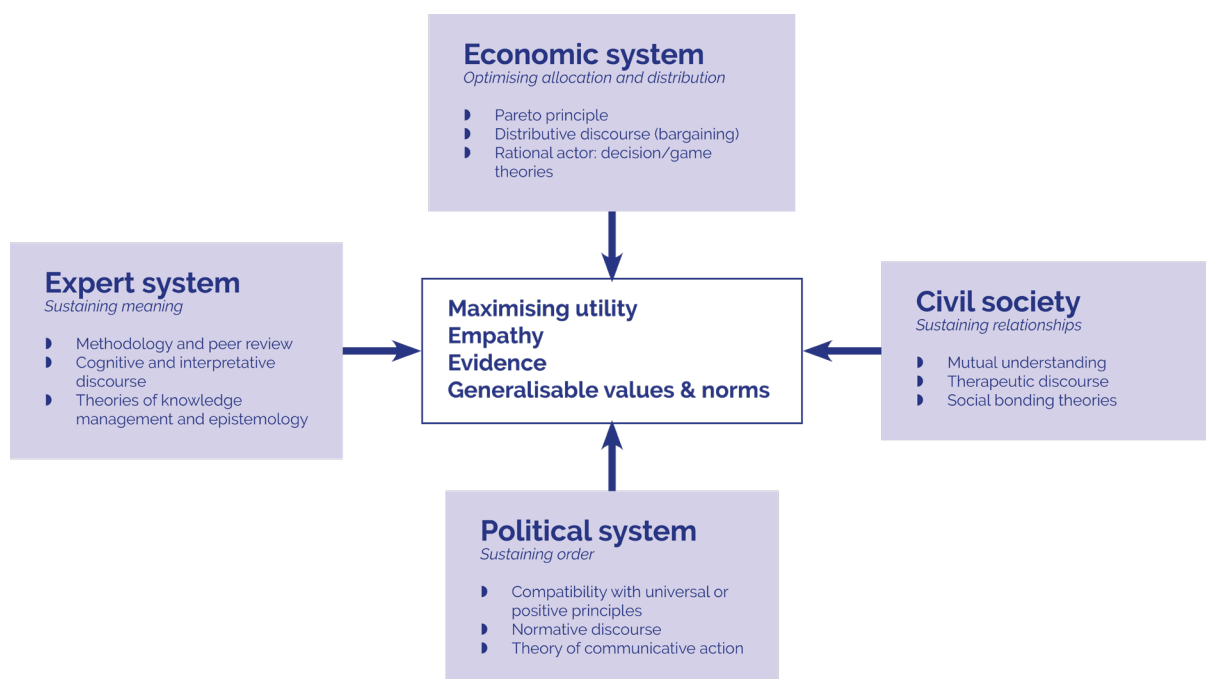 Economic system
Optimising allocation and distribution
Pareto principle
Distributive discourse (bargaining)
Rational actor: decision/game
theories
Expert system
Sustaining meaning
Methodology and peer review
Cognitive and interpretative
discourse
Theories of knowledge
management and epistemology
Maximising utility
Empathy
Evidence
Generalisable values & norms
Civil society
Sustaining relationships
Mutual understanding
Therapeutic discourse
Social bonding theories
Political system
Sustaining order
Compatibility with universal or
positive principles
Normative discourse
Theory of communicative action